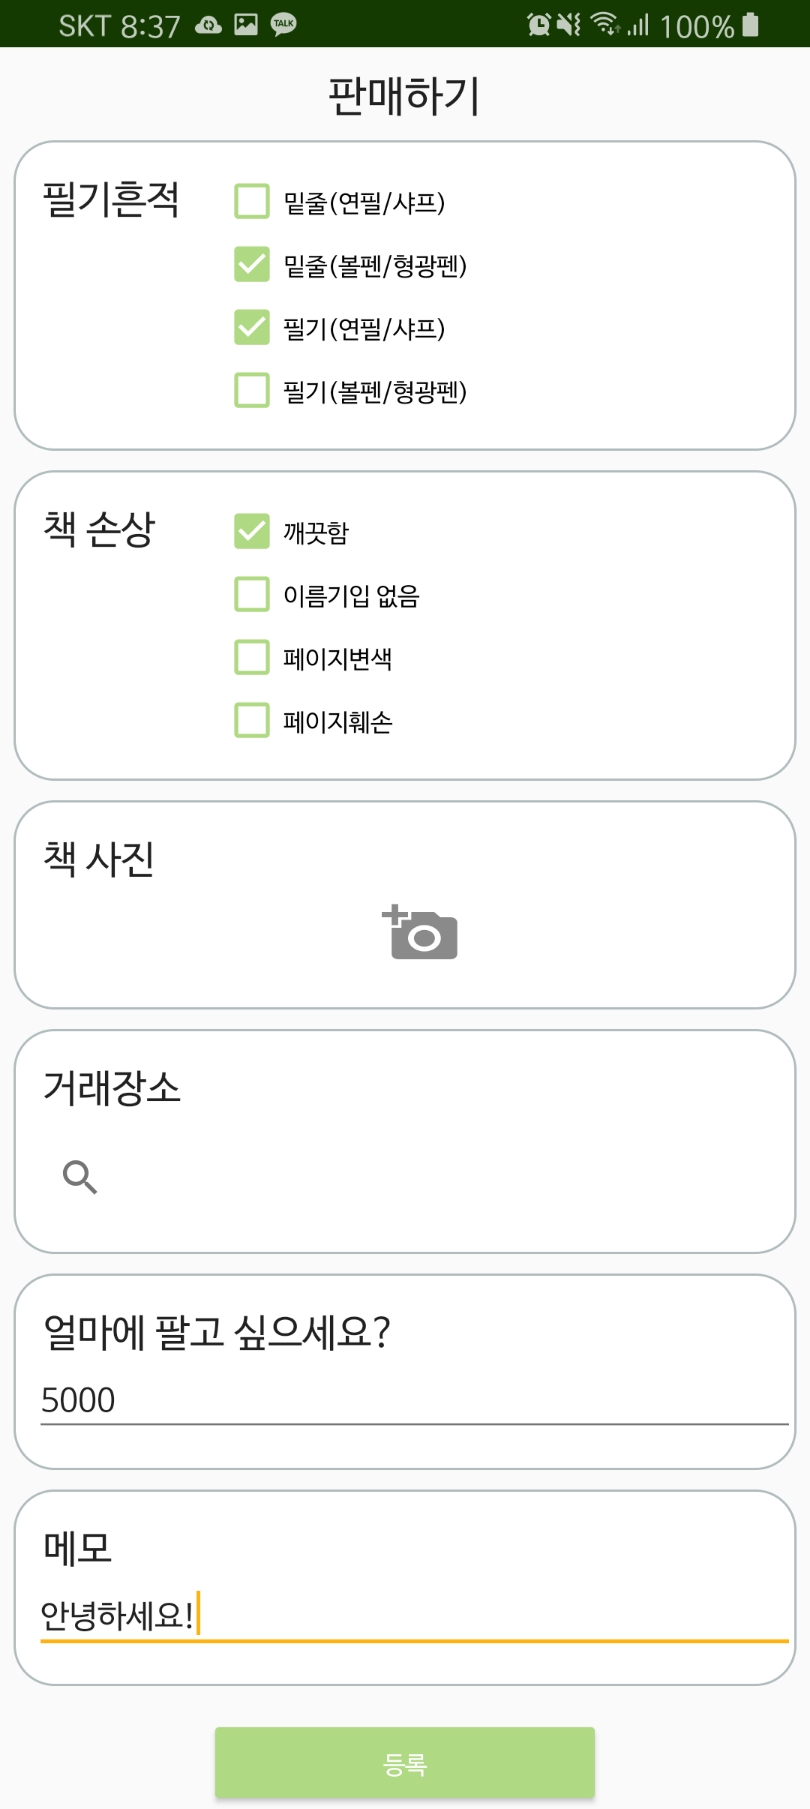 SKT 8:37 TALK 100%
판매하기
필기흔적
밑줄(연필/샤프)
밑줄(볼펜/형광펜)
필기(연필/샤프)
필기(볼펜/형광펜)
책 손상
깨끗함
이름기입 없음
페이지변색
페이지훼손
책 사진
거래장소
얼마에 팔고 싶으세요?
5000
메모
안녕하세요!
등록